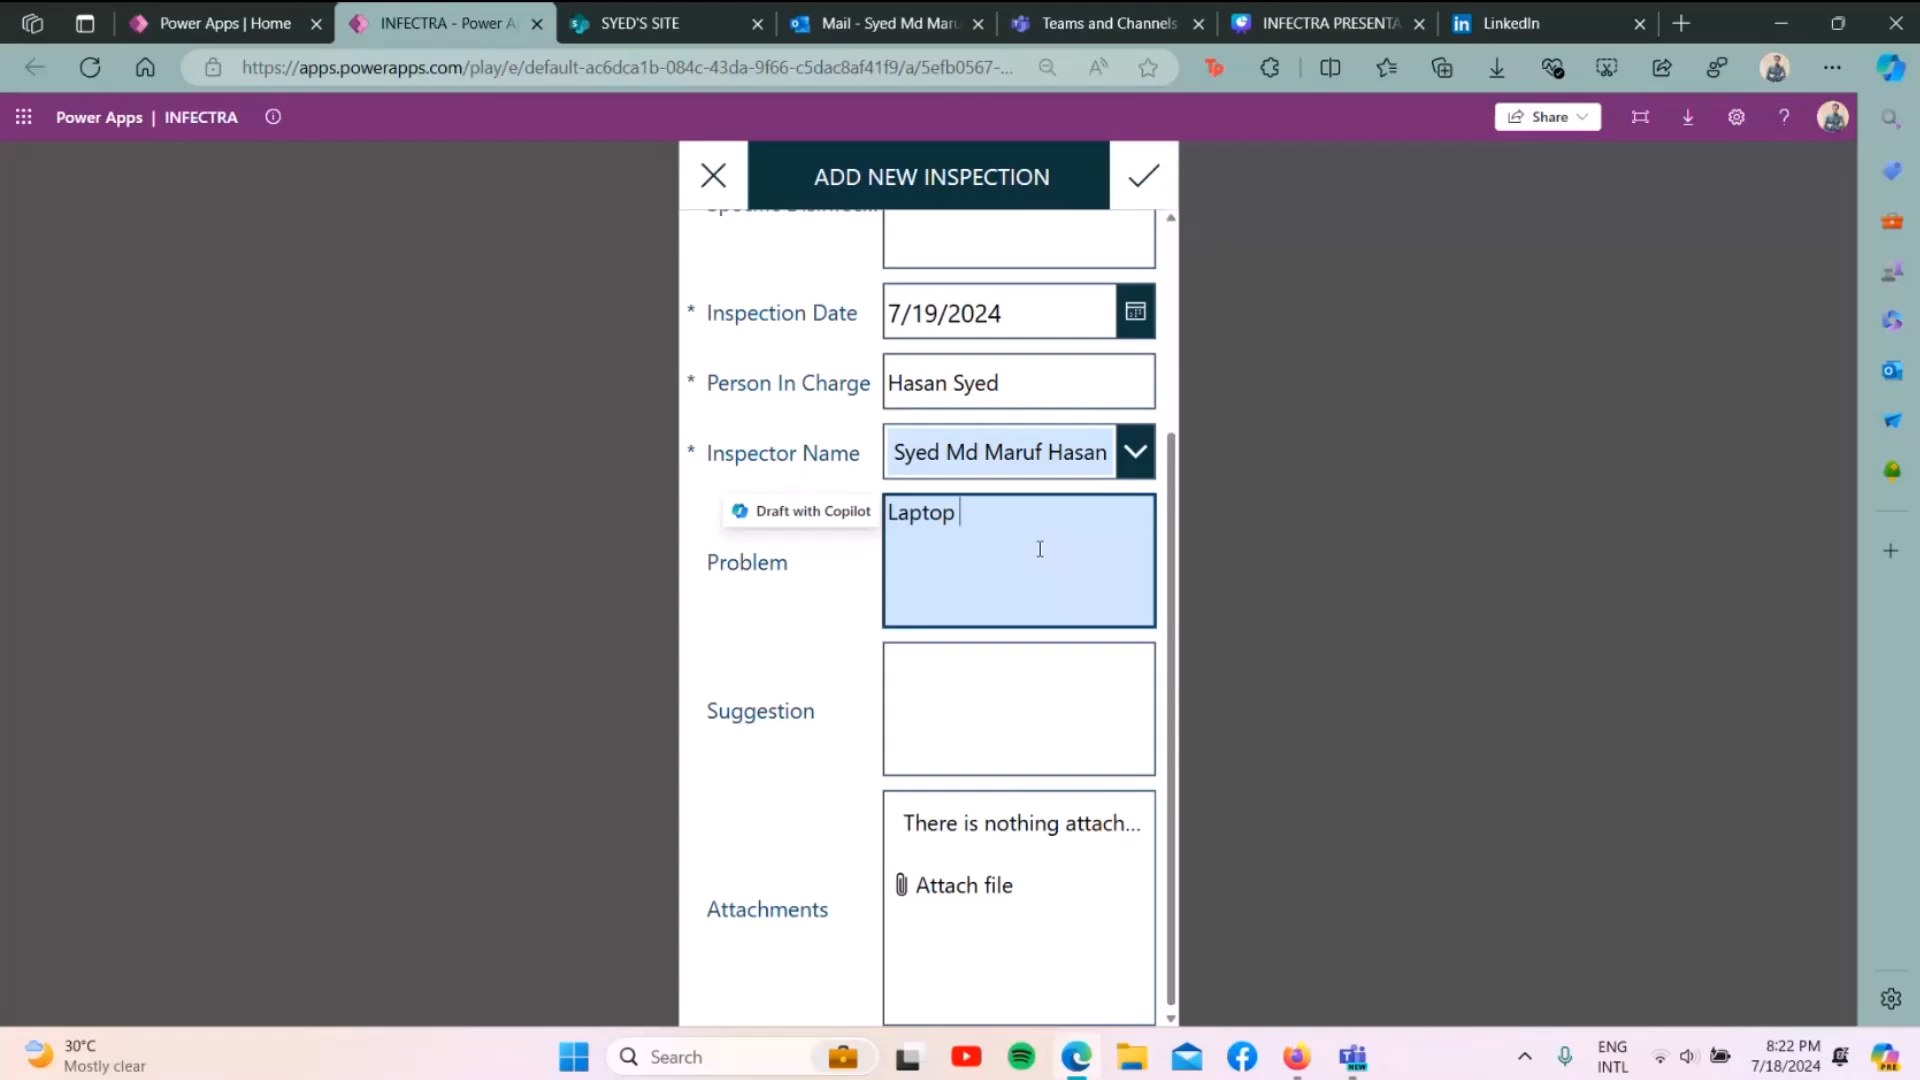 Power Apps | Home
INFECTRA - Power A
SYED'S SITE
Mail - Syed Md Mar
Teams and Channels
INFECTRA PRESENTA
LinkedIn
https://apps.powerapps.com/play/e/default-ac6dca1b-084c-43da-9f66-c5dac8af41f9/a/5efb0567-...
Power Apps | INFECTRA
Share
ADD NEW INSPECTION
* Inspection Date
7/19/2024
* Person In Charge
Hasan Syed
* Inspector Name
Syed Md Maruf Hasan
Draft with Copilot
Laptop
Problem
Suggestion
There is nothing attach...
Attach file
Attachments
30°C
Mostly clear
Search
NEW
ENG
INTL
8:22 PM
7/18/2024
PRE